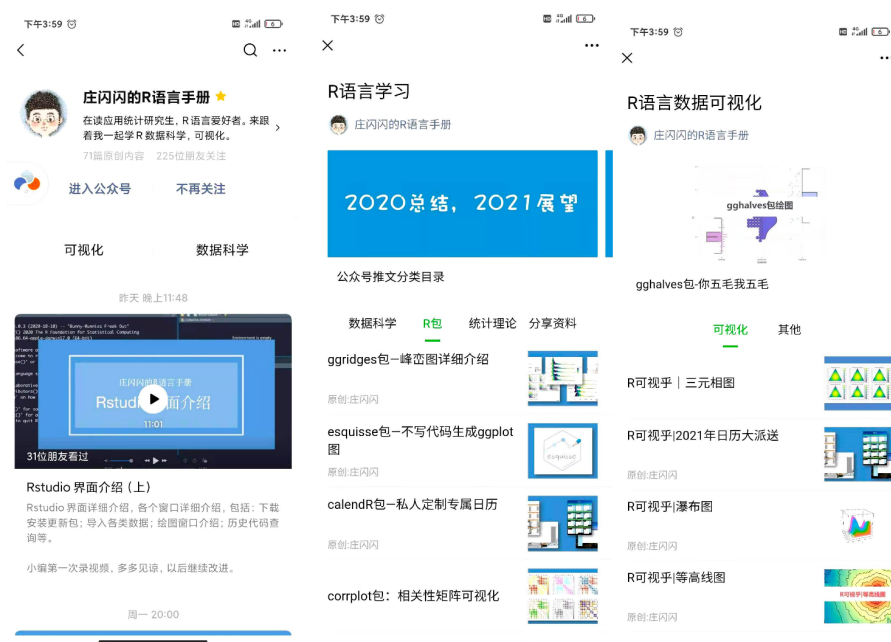 下午3:59
6
庄闪闪的R语言手册
在读应用统计研究生，R语言爱好者。来跟
着我一起学R数据科学，可视化。
71篇原创内容 225位朋友关注
进入公众号 不再关注
可视化 数据科学
昨天 晚上11:48
庄闪闪的R语言手册
11:01
31位朋友看过
Rstudio 界面介绍（上）
Rstudio 界面详细介绍，各个窗口详细介绍，包括：下载
安装更新包；导入各类数据；绘图窗口介绍；历史代码查
询等。
小编第一次录视频，多多见谅，以后继续改进。
周一 20:00
下午3:59
6
R语言学习
庄闪闪的R语言手册
2020总结，2021展望
公众号推文分类目录
数据科学 R包 统计理论 分享资料
ggridges包—峰峦图详细介绍
原创:庄闪闪
esquisse包—不写代码生成ggplot
图
esquisse
原创:庄闪闪
calendR包—私人定制专属日历
原创:庄闪闪
corrplot包：相关性矩阵可视化
下午3:59
6
R语言数据可视化
庄闪闪的R语言手册
gghalves包绘图
gghalves包-你五毛我五毛
可视化 其他
R可视乎｜三元相图
R可视乎|2021年日历大派送
原创:庄闪闪
R可视乎|瀑布图
原创:庄闪闪
R可视乎|等高线图
R可视乎|等高线图
原创:庄闪闪